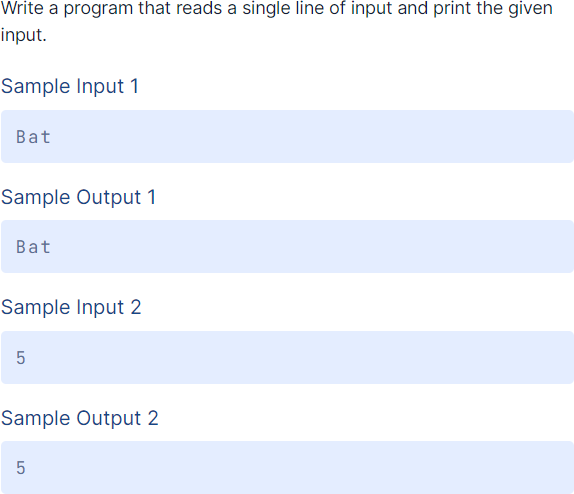 Write a program that reads a single line of input and print the given
input.
Sample Input 1
Bat
Sample Output 1
Bat
Sample Input 2
5
Sample Output 2
5